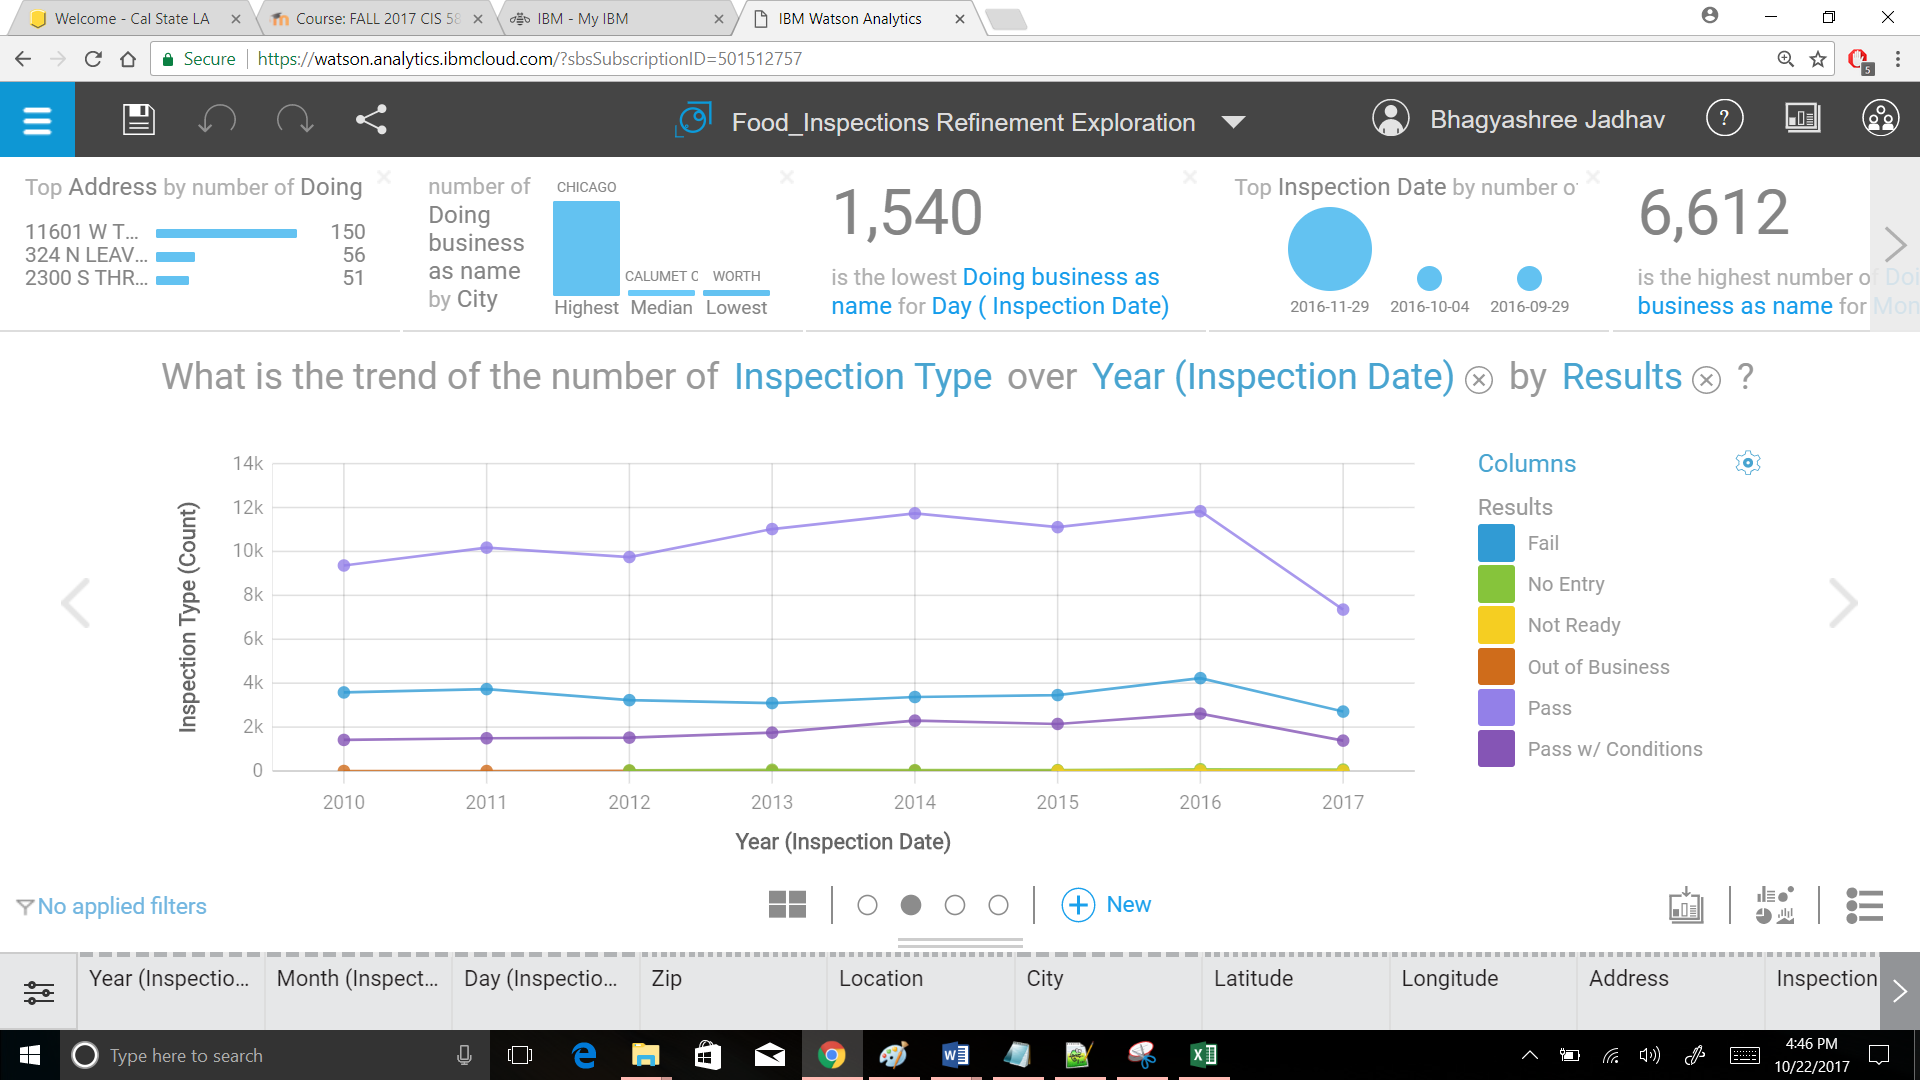 Welcome - Cal State LA
Course: FALL 2017 CIS 58
IBM - My IBM
IBM Watson Analytics
Secure
https://watson.analytics.ibmcloud.com/?sbsSubscriptionID=501512757
5
Food_Inspections Refinement Exploration
Bhagyashree Jadhav
?
Top Address by number of Doing
11601 W T... 150
324 N LEAV... 56
2300 S THR... 51
number of
Doing
business
as name
by City
CHICAGO
CALUMET C
WORTH
Highest
Median
Lowest
1,540
is the lowest Doing business as
name for Day ( Inspection Date)
Top Inspection Date by number o
2016-11-29
2016-10-04
2016-09-29
6,612
is the highest number of Doi
business as name for Mon
What is the trend of the number of Inspection Type over Year (Inspection Date) by Results ?
14k
12k
10k
8k
6k
4k
2k
0
Inspection Type (Count)
2010
2011
2012
2013
2014
2015
2016
2017
Year (Inspection Date)
Columns
Results
Fail
No Entry
Not Ready
Out of Business
Pass
Pass w/ Conditions
No applied filters
New
Year (Inspectio...
Month (Inspect...
Day (Inspectio...
Zip
Location
City
Latitude
Longitude
Address
Inspection
Type here to search
4:46 PM
10/22/2017